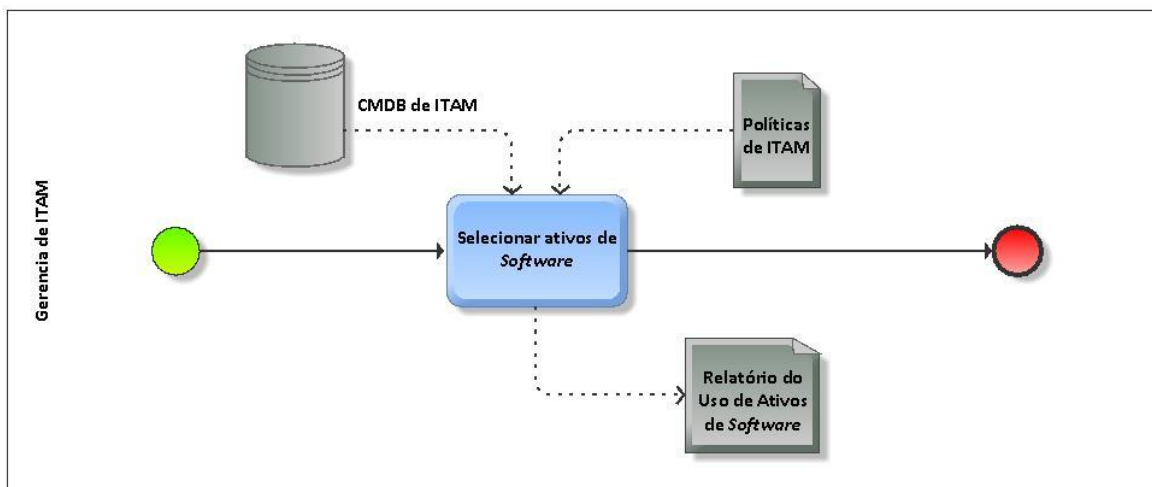 CMDB de ITAM
Políticas
de ITAM
Gerencia de ITAM
Selecionar ativos de
Software
Relatório do
Uso de Ativos
de Software